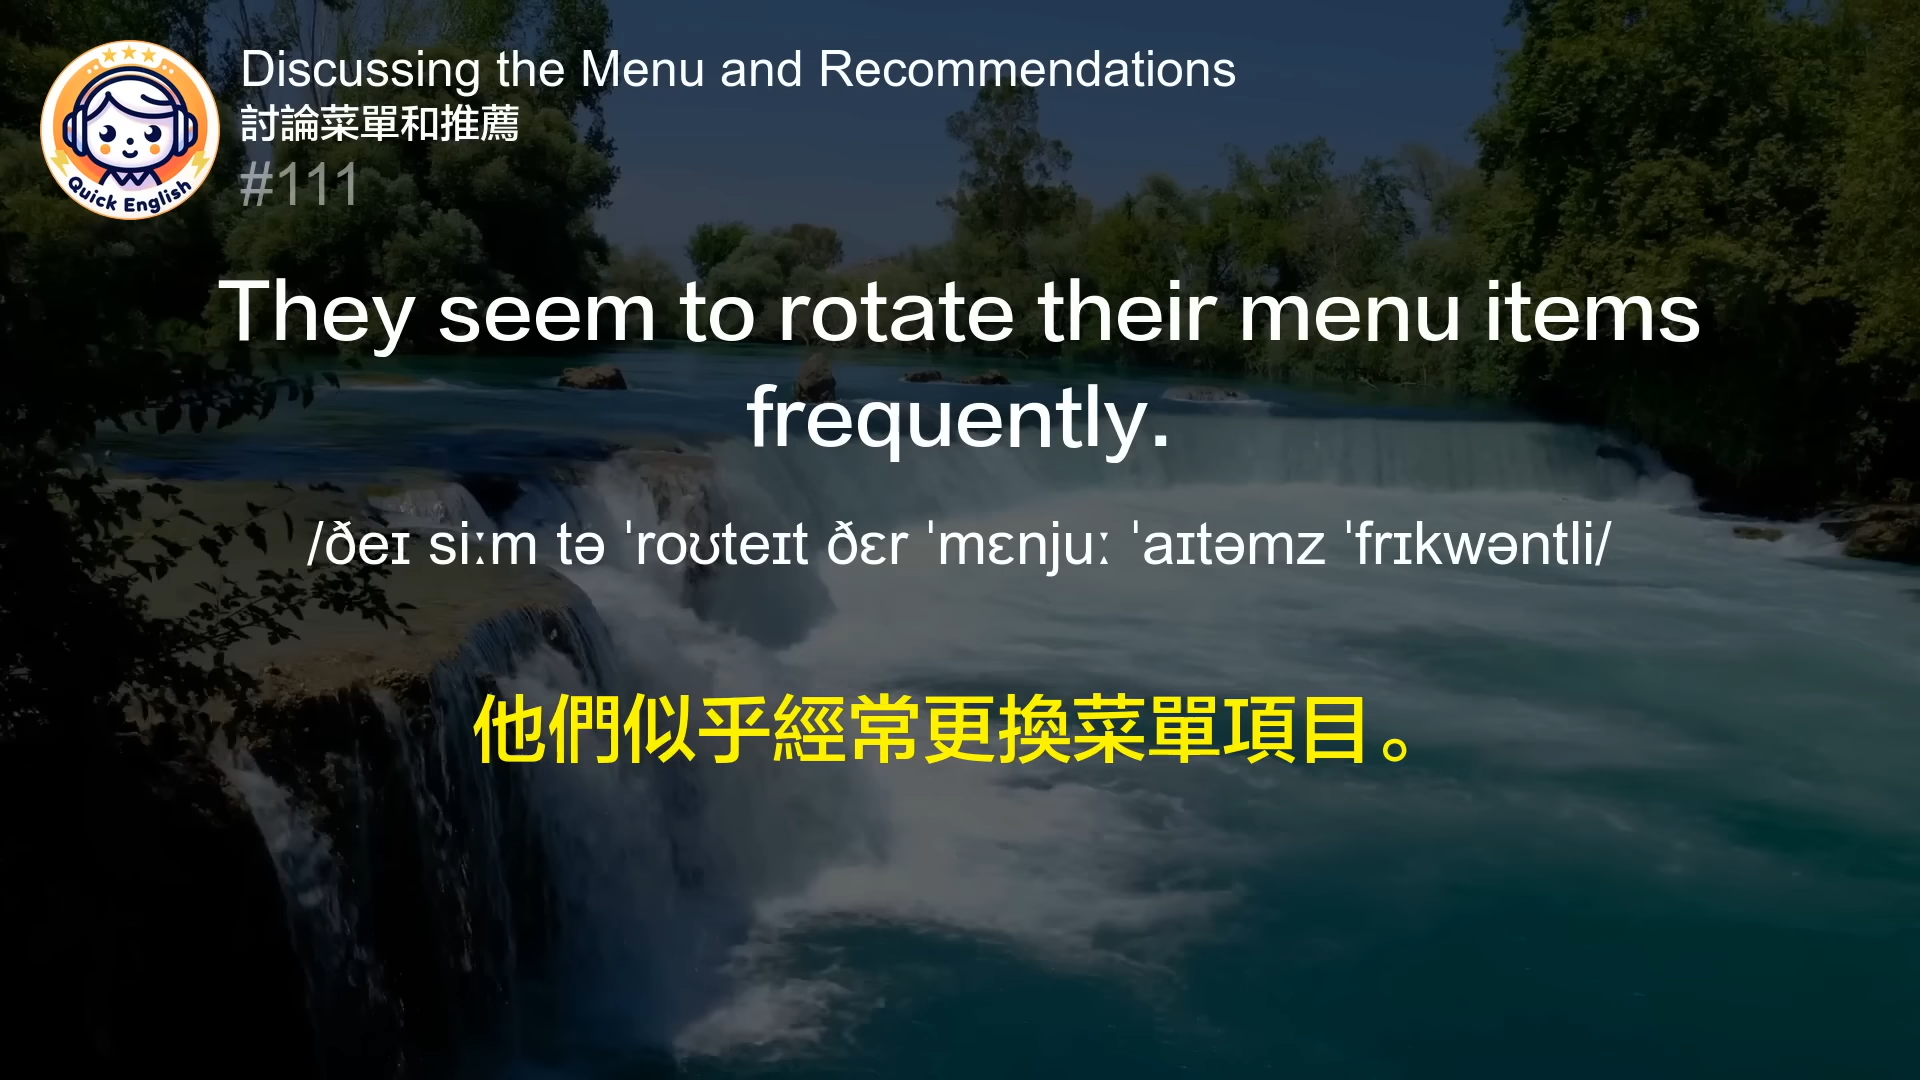 Quick English
Discussing the Menu and Recommendations
討論菜單和推薦
#111
They seem to rotate their menu items
frequently.
/ðeɪ siːm tə ˈroʊteɪt ðɛr ˈmɛnjuː ˈaɪtəmz ˈfrɪkwəntli/
他們似乎經常更換菜單項目。